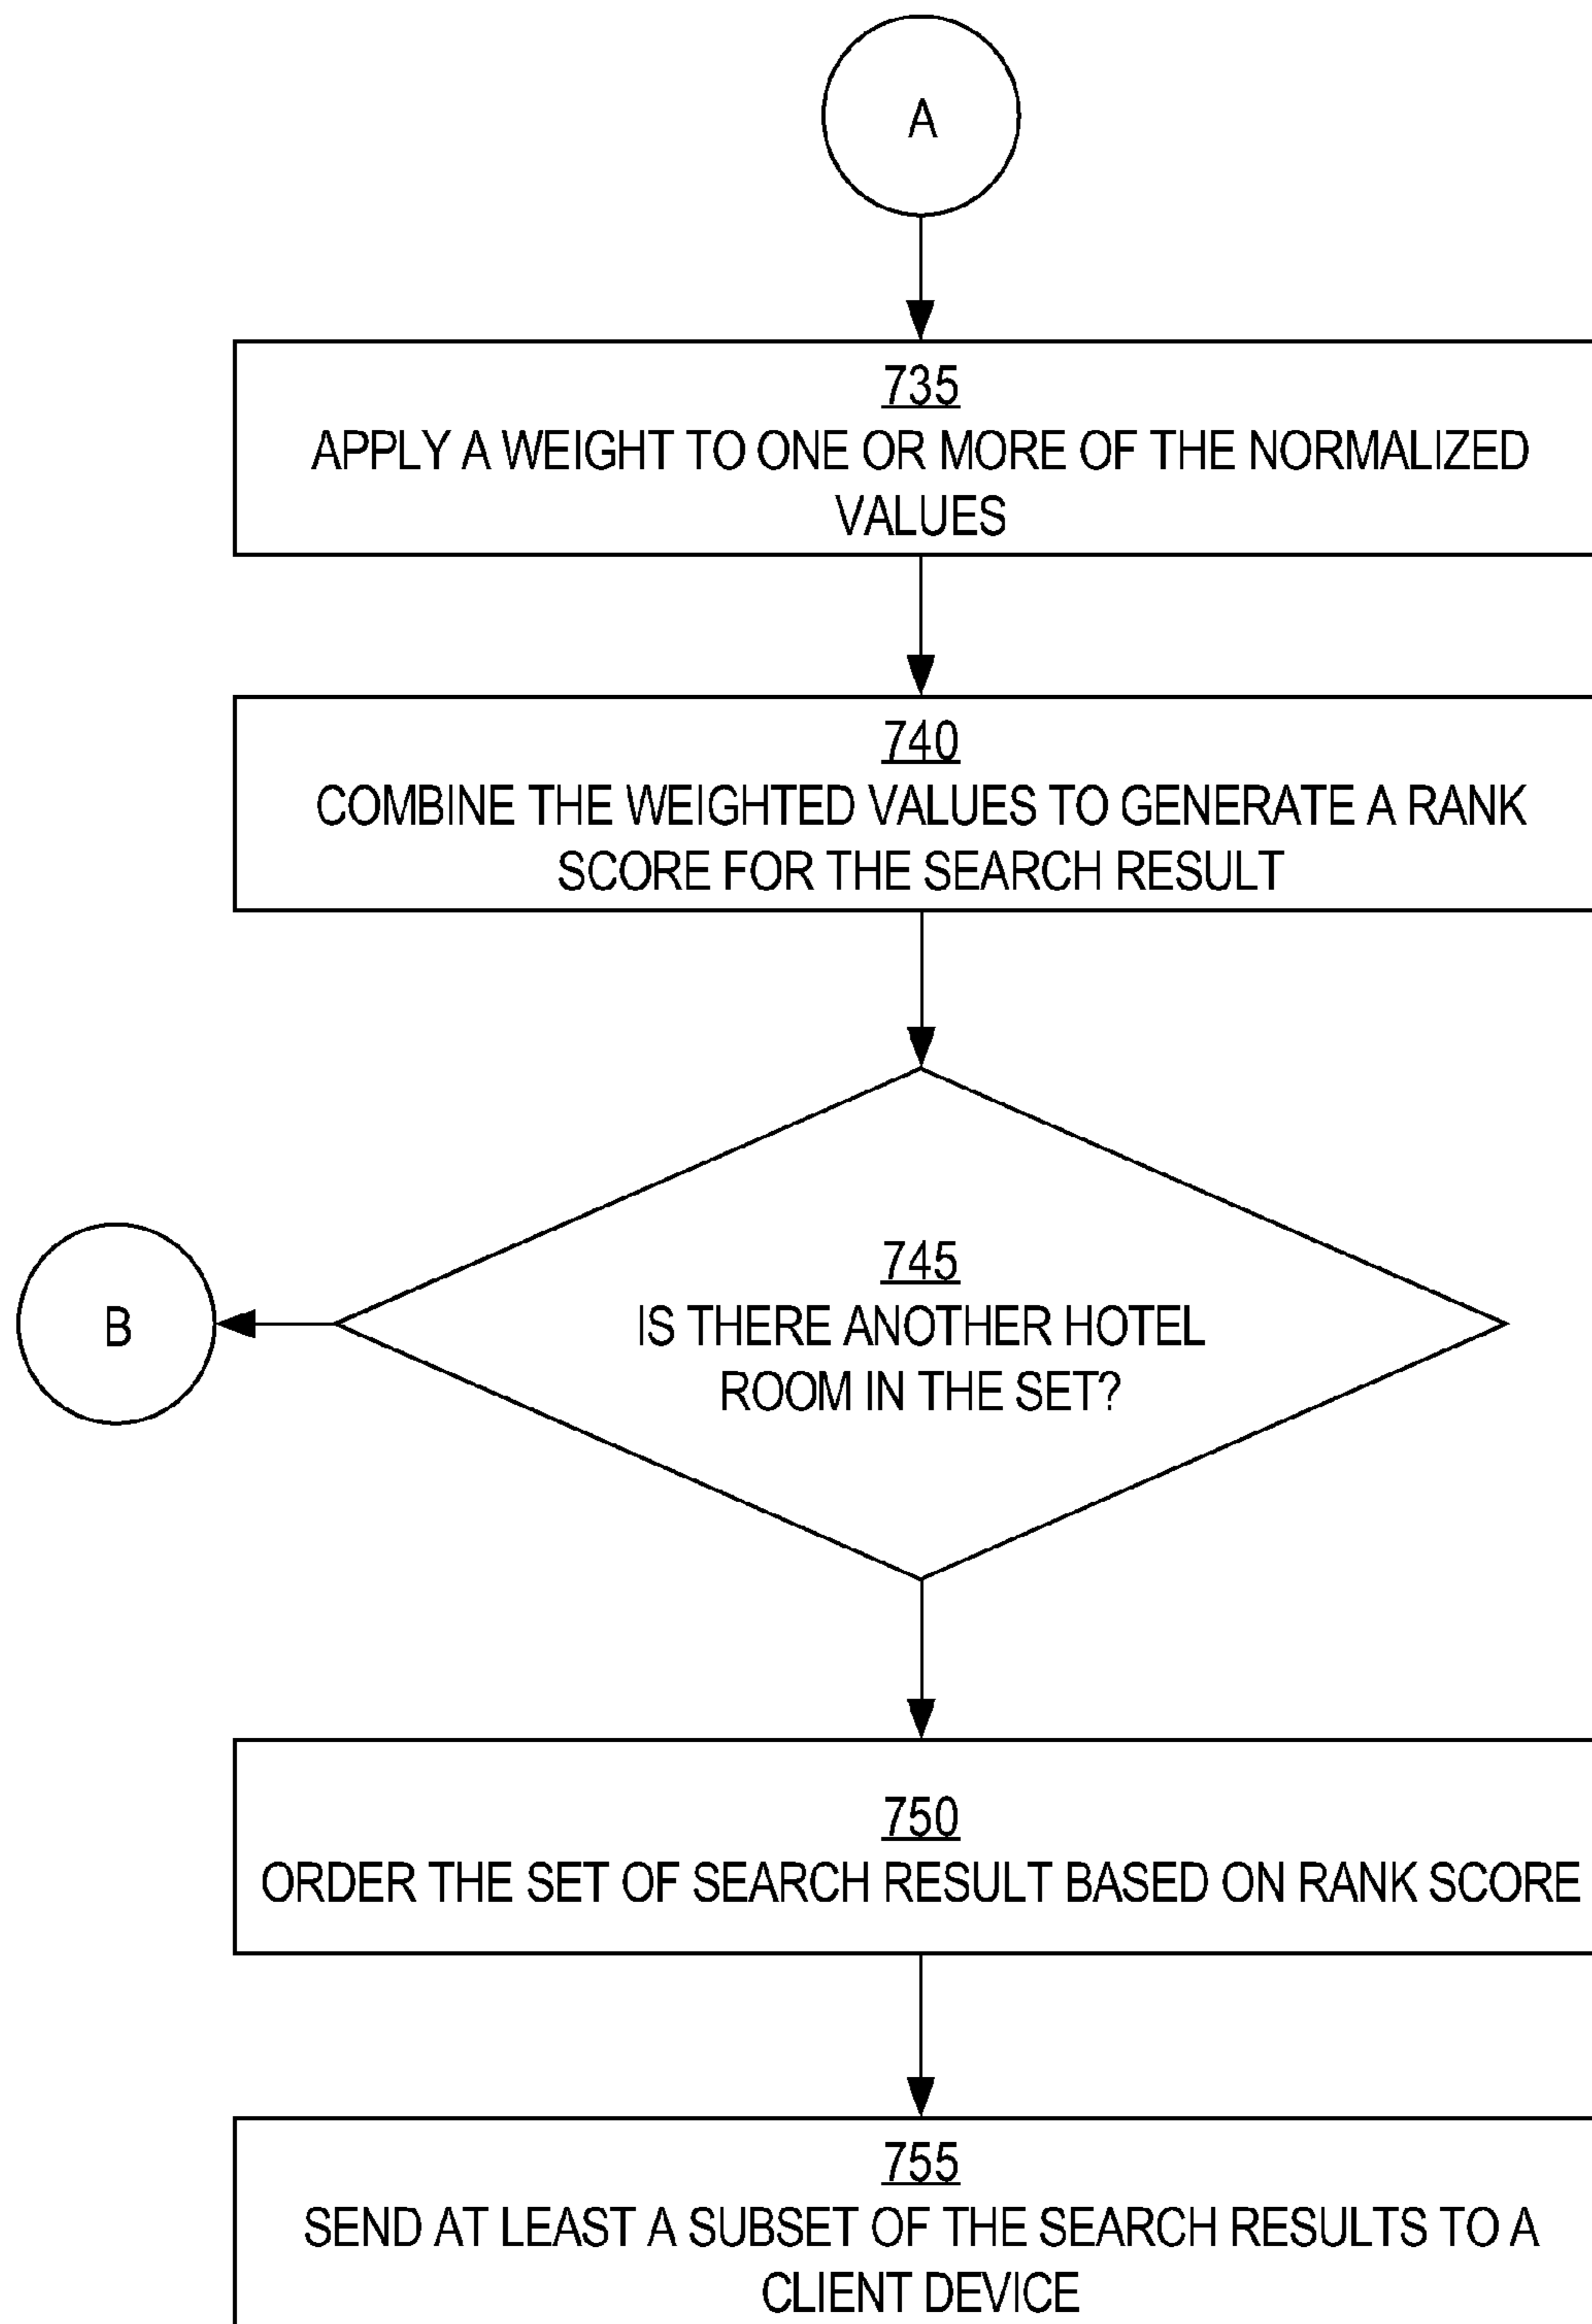 A
735
APPLY A WEIGHT TO ONE OR MORE OF THE NORMALIZED
VALUES
740
COMBINE THE WEIGHTED VALUES TO GENERATE A RANK
SCORE FOR THE SEARCH RESULT
745
IS THERE ANOTHER HOTEL
ROOM IN THE SET?
B
750
ORDER THE SET OF SEARCH RESULT BASED ON RANK SCORE
755
SEND AT LEAST A SUBSET OF THE SEARCH RESULTS TO A
CLIENT DEVICE